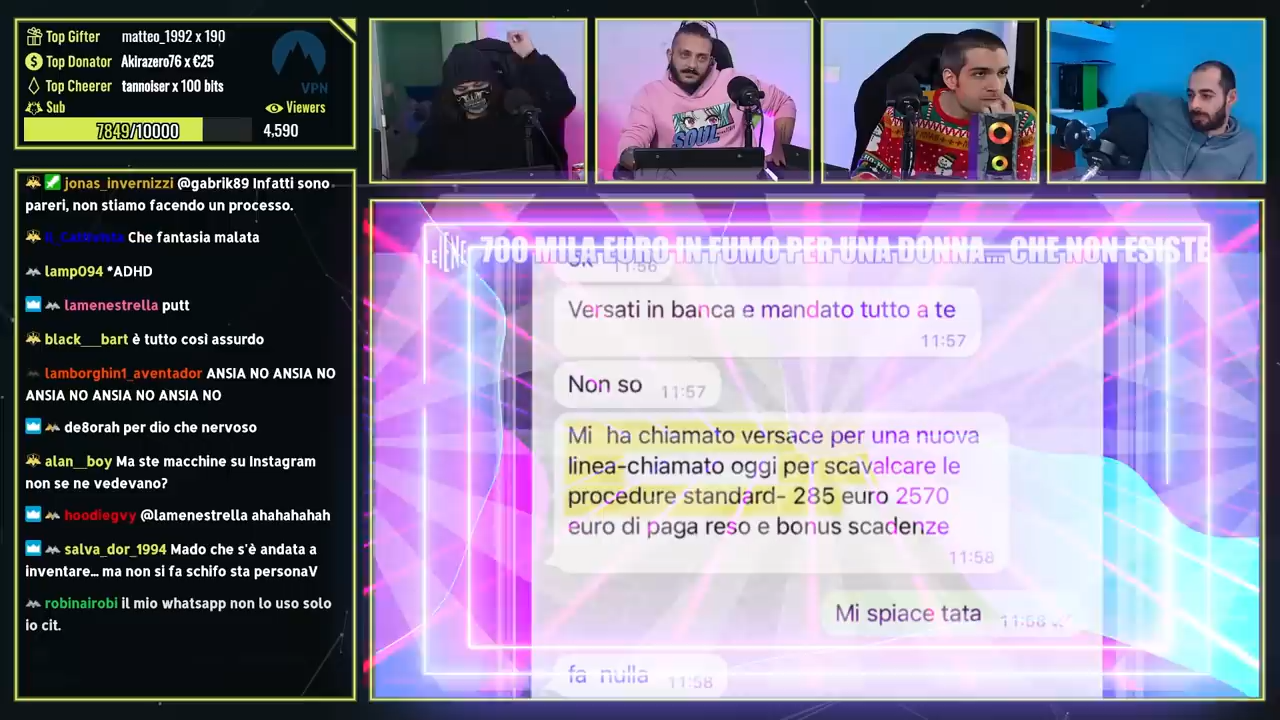 Top Gifter matteo_1992 x 190
Top Donator Akirazero76 x €25
Top Cheerer tannoiser x 100 bits
VPN
Sub Viewers
7849/10000 4,590
jonas_invernizzi @gabrik89 Infatti sono
pareri, non stiamo facendo un processo.
Che fantasia malata
lamp094 *ADHD
lamenestrella putt
black__bart è tutto così assurdo
lamborghin1_aventador ANSIA NO ANSIA NO
ANSIA NO ANSIA NO ANSIA NO
de8orah per dio che nervoso
alan__boy Ma ste macchine su Instagram
non se ne vedevano?
hoodiegvy @lamenestrella ahahahahah
salva_dor_1994 Mado che s'è andata a
inventare... ma non si fa schifo sta personaV
robinairobi il mio whatsapp non lo uso solo
io cit.
SOUL
LE IENE 700 MILA EURO IN FUMO PER UNA DONNA... CHE NON ESISTE
11:56
Versati in banca e mandato tutto a te
11:57
Non so 11:57
Mi ha chiamato versace per una nuova
linea-chiamato oggi per scavalcare le
procedure standard- 285 euro 2570
euro di paga reso e bonus scadenze
11:58
Mi spiace tata 11:58
fa nulla 11:58